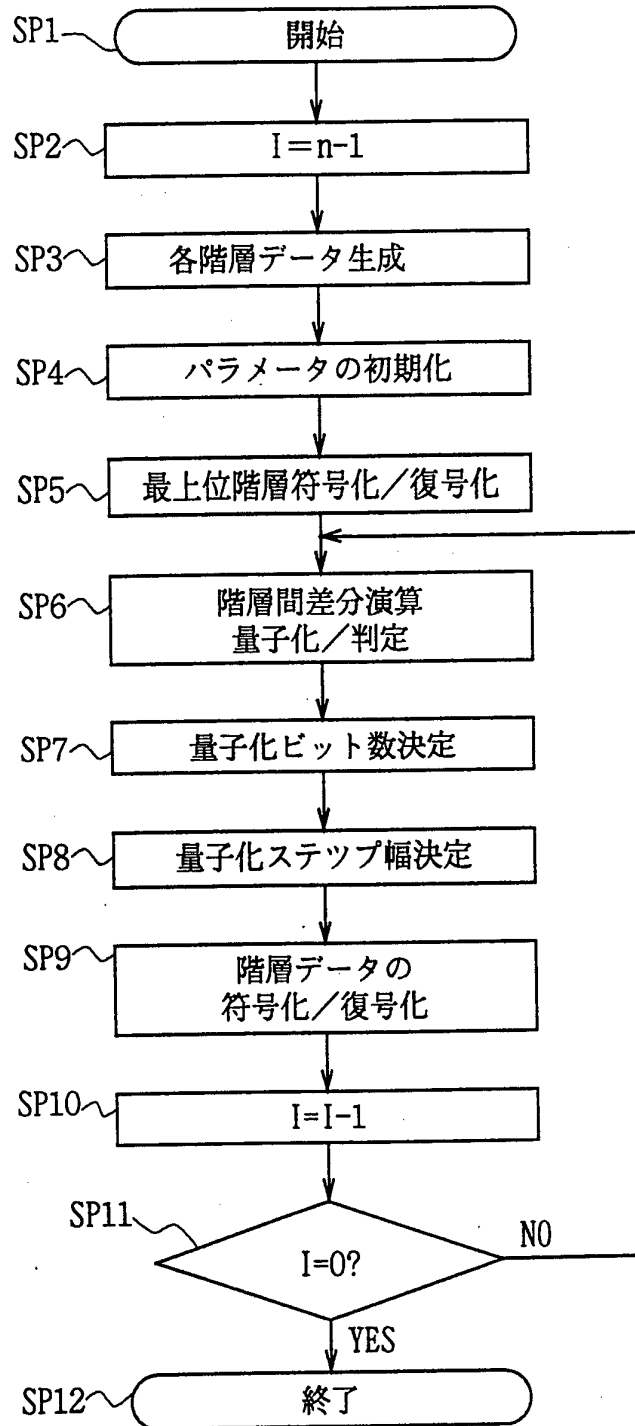 SP1
開始
SP2
I=n-1
SP3
各階層データ生成
SP4
パラメータの初期化
SP5
最上位階層符号化/復号化
SP6
階層間差分演算
量子化/判定
SP7
量子化ビット数決定
SP8
量子化ステツプ幅決定
SP9
階層データの
符号化/復号化
SP10
I=I-1
SP11
I=0?
NO
YES
SP12
終了